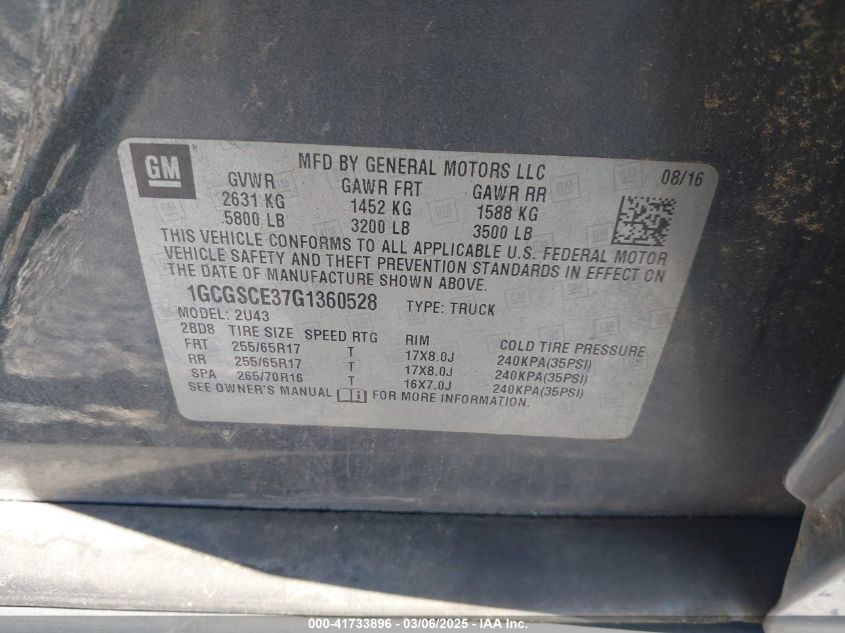 GM
MFD BY GENERAL MOTORS LLC
08/16
GVWR GAWR FRT GAWR RR
2631 KG 1452 KG 1588 KG
5800 LB 3200 LB 3500 LB
THIS VEHICLE CONFORMS TO ALL APPLICABLE U.S. FEDERAL MOTOR
VEHICLE SAFETY AND THEFT PREVENTION STANDARDS IN EFFECT ON
THE DATE OF MANUFACTURE SHOWN ABOVE.
1GCGSCE37G1360528 TYPE: TRUCK
MODEL: 2U43
2BD8 TIRE SIZE SPEED RTG RIM COLD TIRE PRESSURE
FRT 255/65R17 T 17X8.0J 240KPA(35PSI)
RR 255/65R17 T 17X8.0J 240KPA(35PSI)
SPA 265/70R16 T 16X7.0J 240KPA(35PSI)
SEE OWNER'S MANUAL FOR MORE INFORMATION.
000-41733896 - 03/06/2025 - IAA Inc.